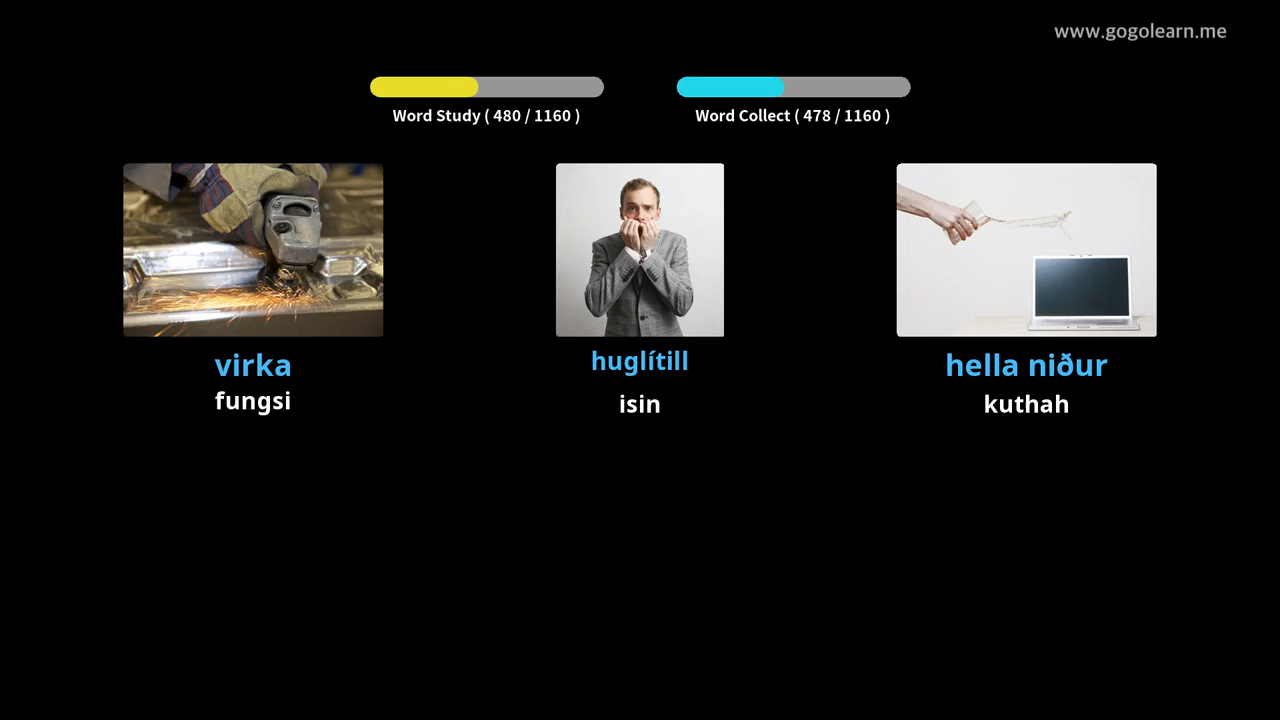 www.gogolearn.me
Word Study ( 480 / 1160 )
Word Collect ( 478 / 1160 )
virka
fungsi
huglítill
isin
hella niður
kuthah